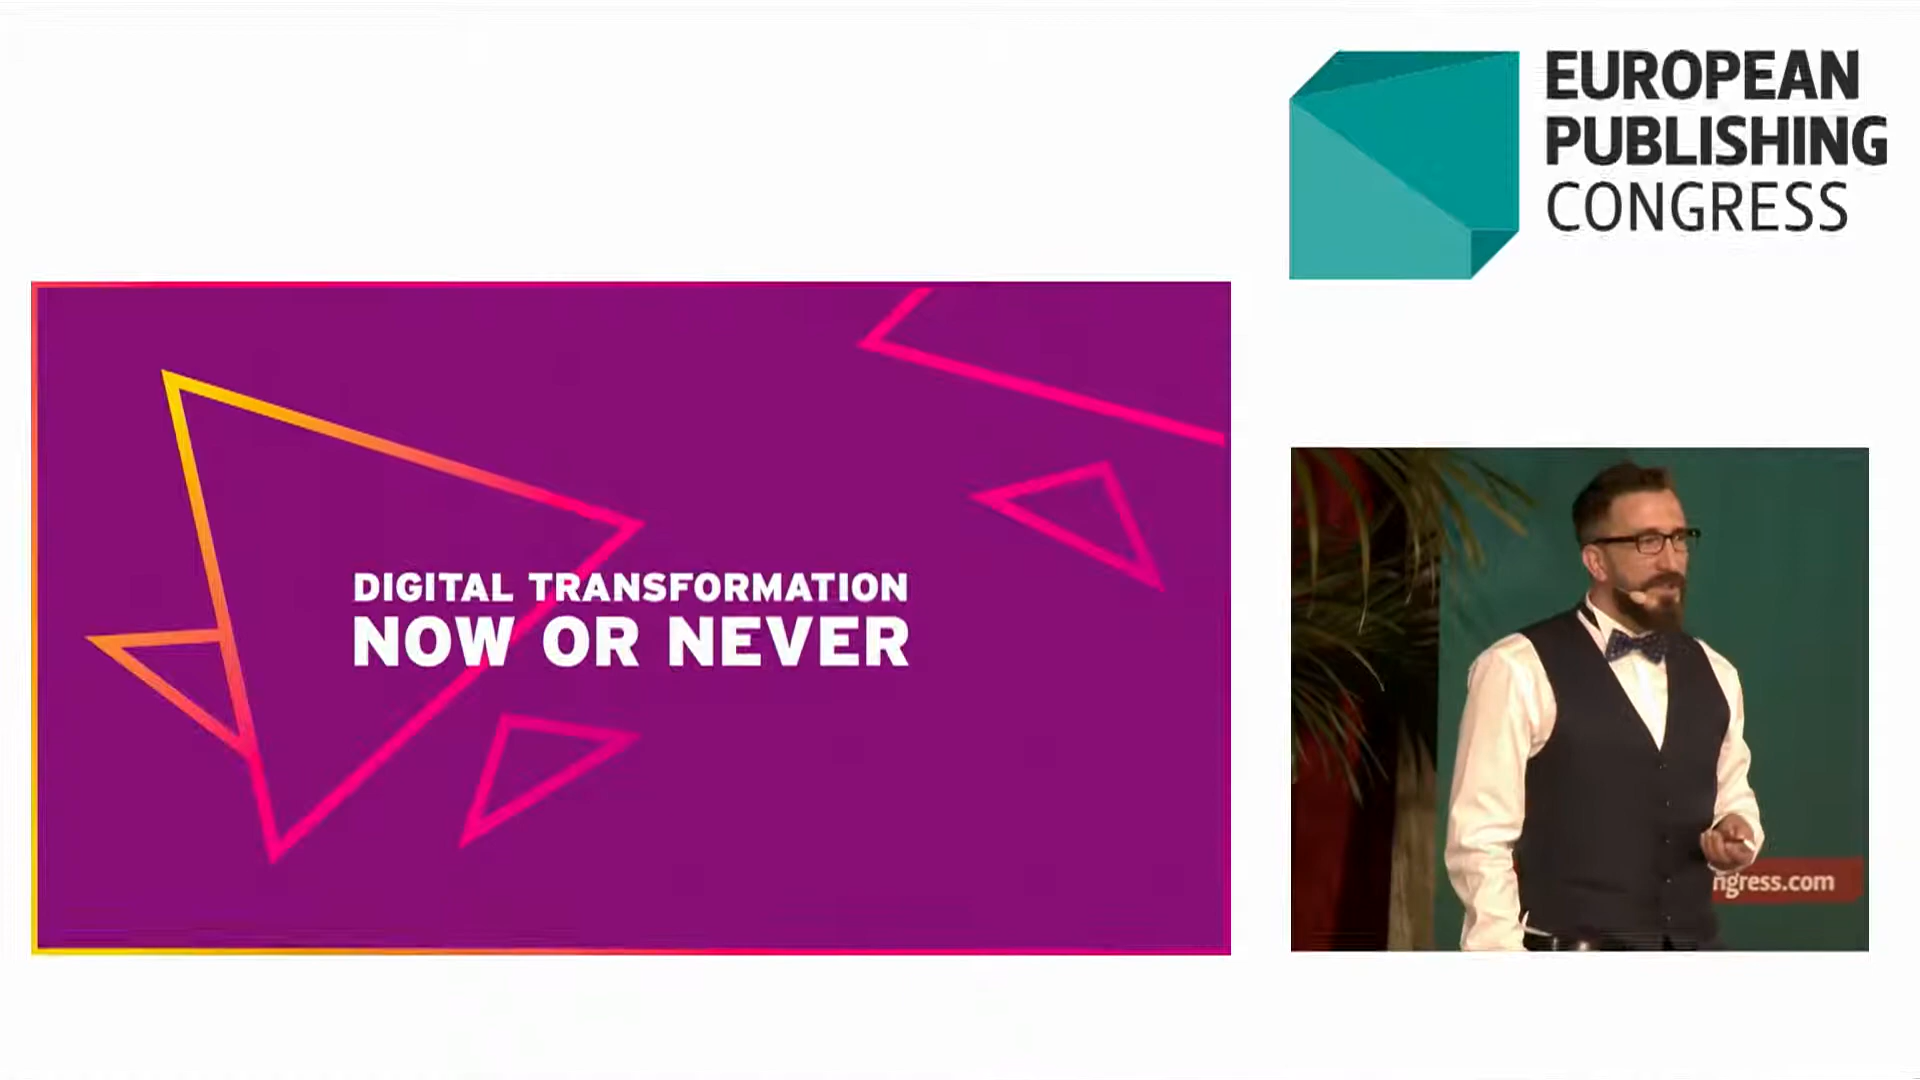 EUROPEAN
PUBLISHING
CONGRESS
DIGITAL TRANSFORMATION
NOW OR NEVER
ngress.com